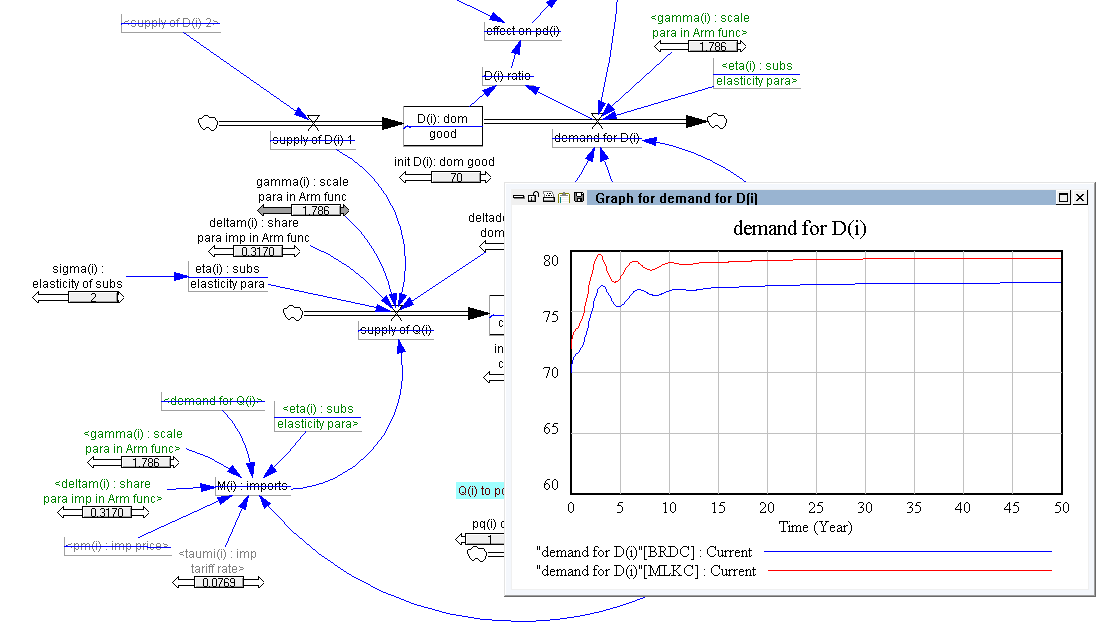 <supply of D(i) 2>
effect on pd(i)
<gamma(i) : scale
para in Arm func>
1.786
D(i) ratio
<eta(i) : subs
elasticity para>
D(i): dom
good
supply of D(i) 1
demand for D(i)
init D(i): dom good
70
gamma(i) : scale
para in Arm func
1.786
deltam(i) : share
para imp in Arm func
0.3170
sigma(i) :
elasticity of subs
2
eta(i) : subs
elasticity para
supply of Q(i)
<demand for Q(i)>
<eta(i) : subs
elasticity para>
<gamma(i) : scale
para in Arm func>
1.786
<deltam(i) : share
para imp in Arm func>
0.3170
M(i) : imports
<pm(i) : imp price>
<taumi(i) : imp
tariff rate>
0.0769
dom
Q(i) to
pq(i)
1
Graph for demand for D(i)
demand for D(i)
80
75
70
65
60
0 5 10 15 20 25 30 35 40 45 50
Time (Year)
"demand for D(i)"[BRDC] : Current
"demand for D(i)"[MLKC] : Current